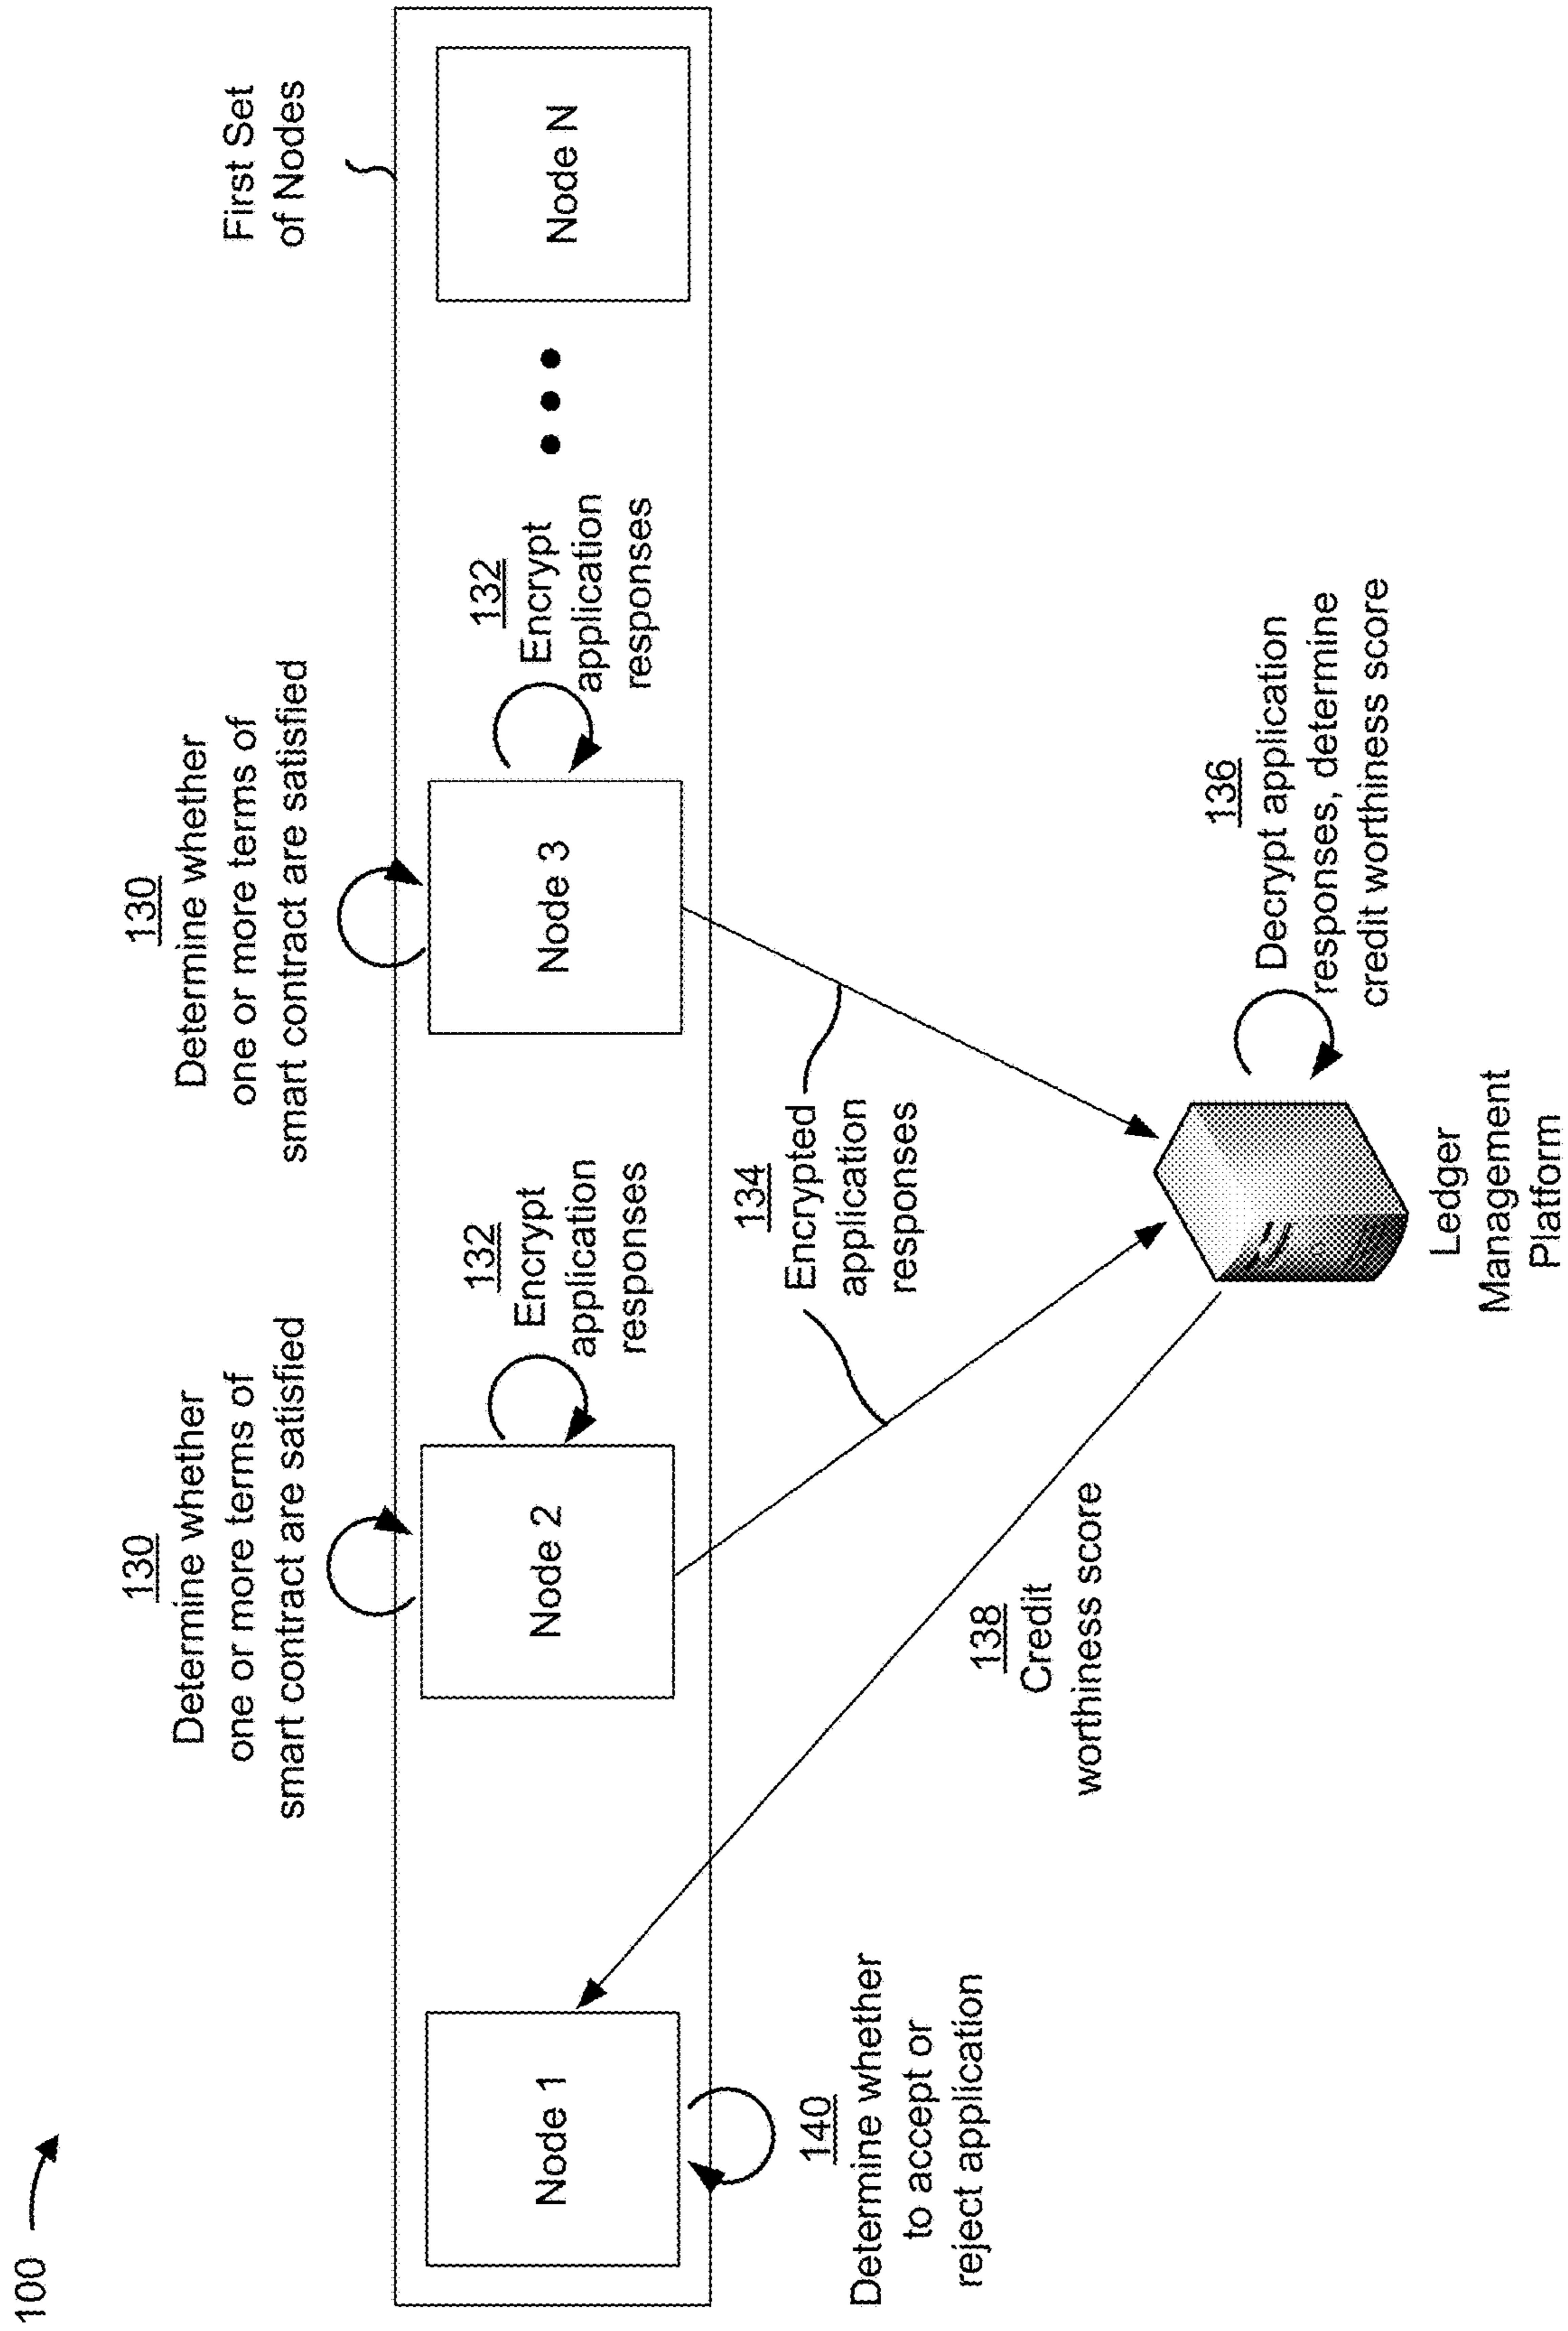 100
First Set
of Nodes
130
Determine whether
one or more terms of
smart contract are satisfied
130
Determine whether
one or more terms of
smart contract are satisfied
Node 1
Node 2
132
Encrypt
application
responses
Node 3
132
Encrypt
application
responses
Node N
140
Determine whether
to accept or
reject application
134
Encrypted
application
responses
138
Credit
worthiness score
136
Decrypt application
responses, determine
credit worthiness score
Ledger
Management
Platform